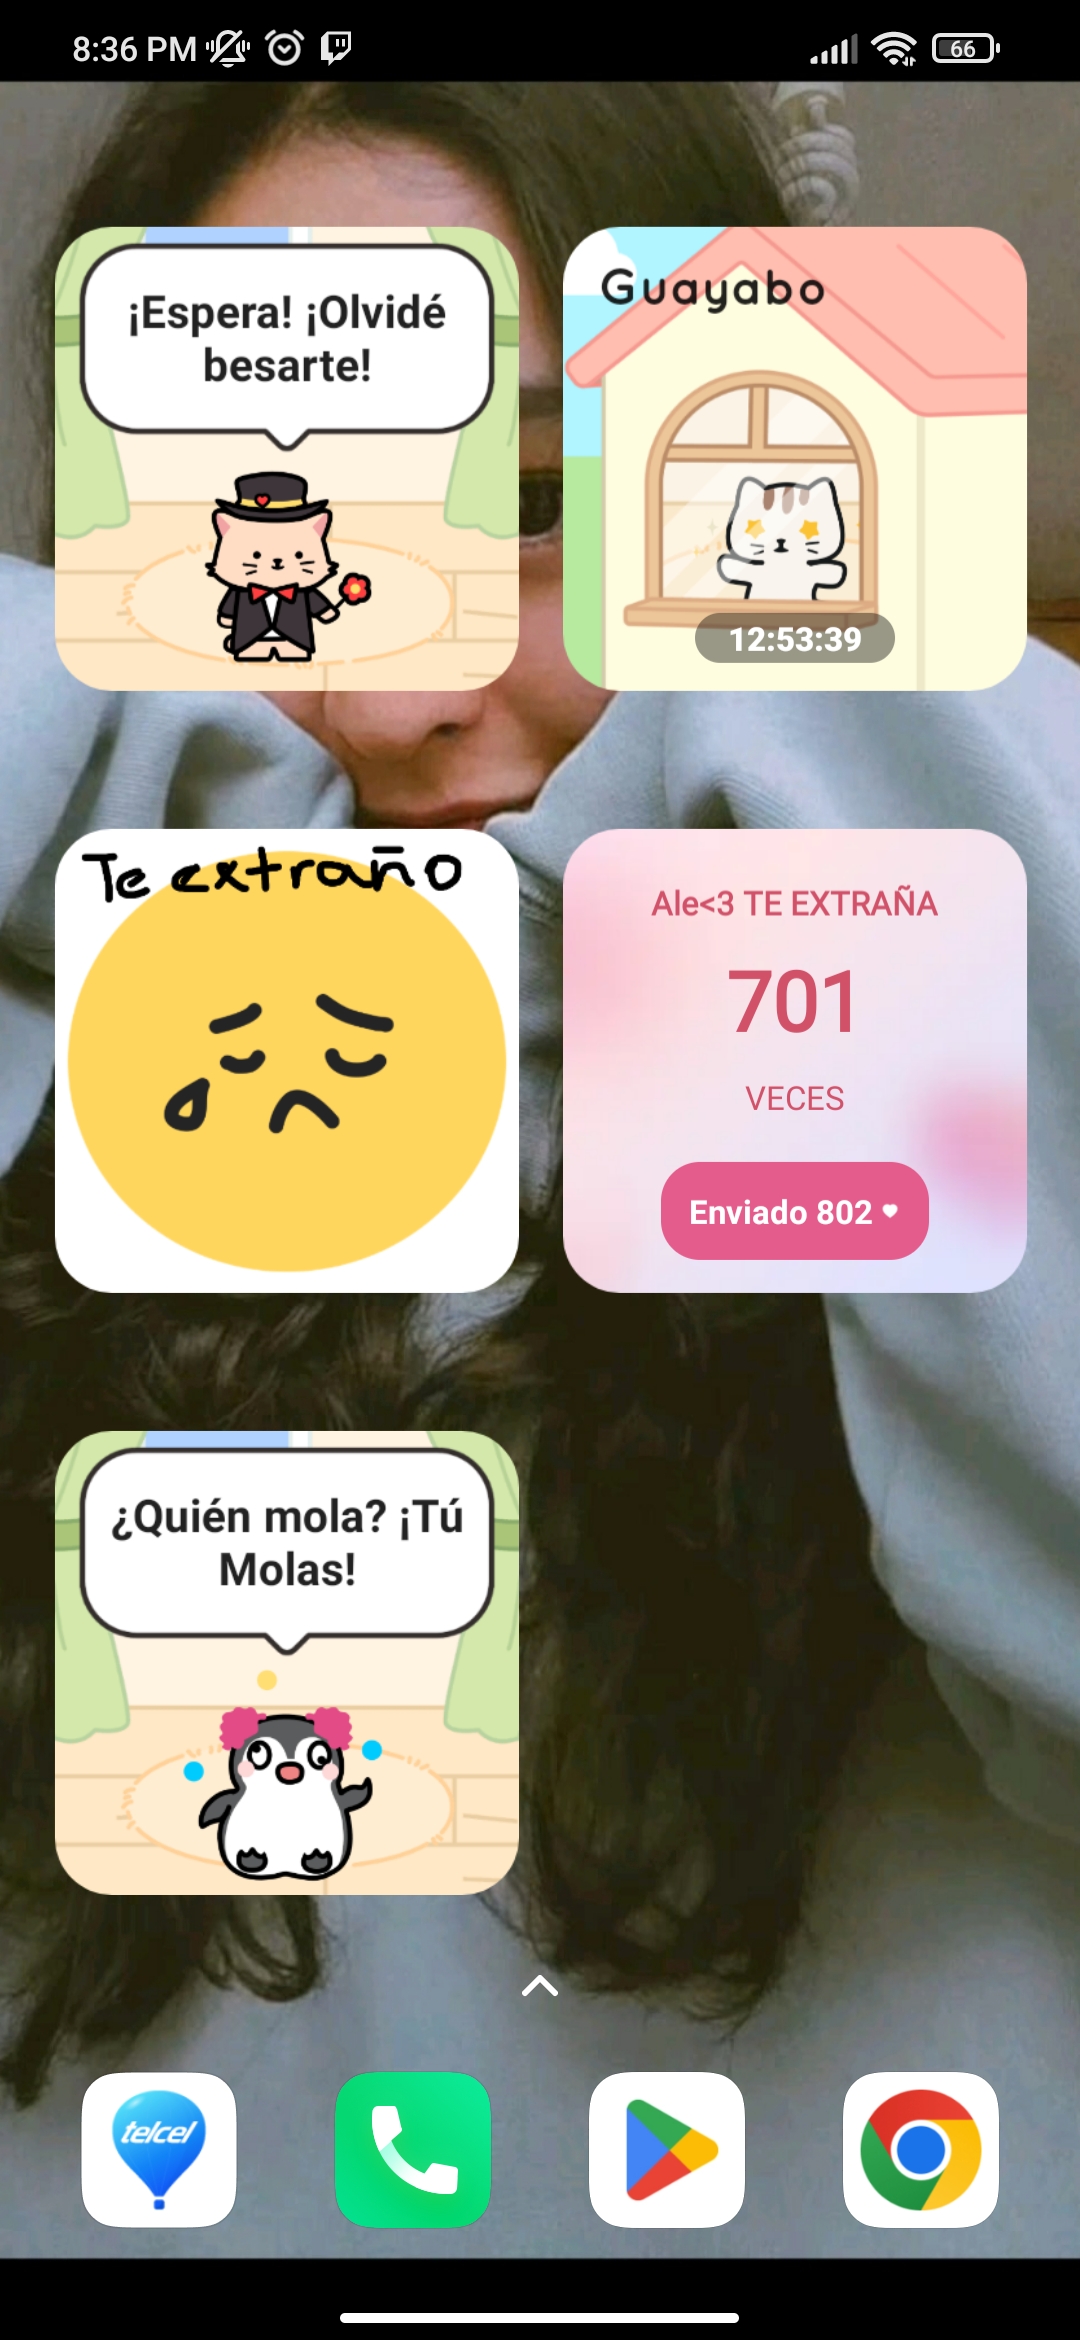 8:36 PM
66
¡Espera! ¡Olvidé
besarte!
Guayabo
12:53:39
Te extraño
Ale<3 TE EXTRAÑA
701
VECES
Enviado 802 ♥
¿Quién mola? ¡Tú
Molas!
telcel